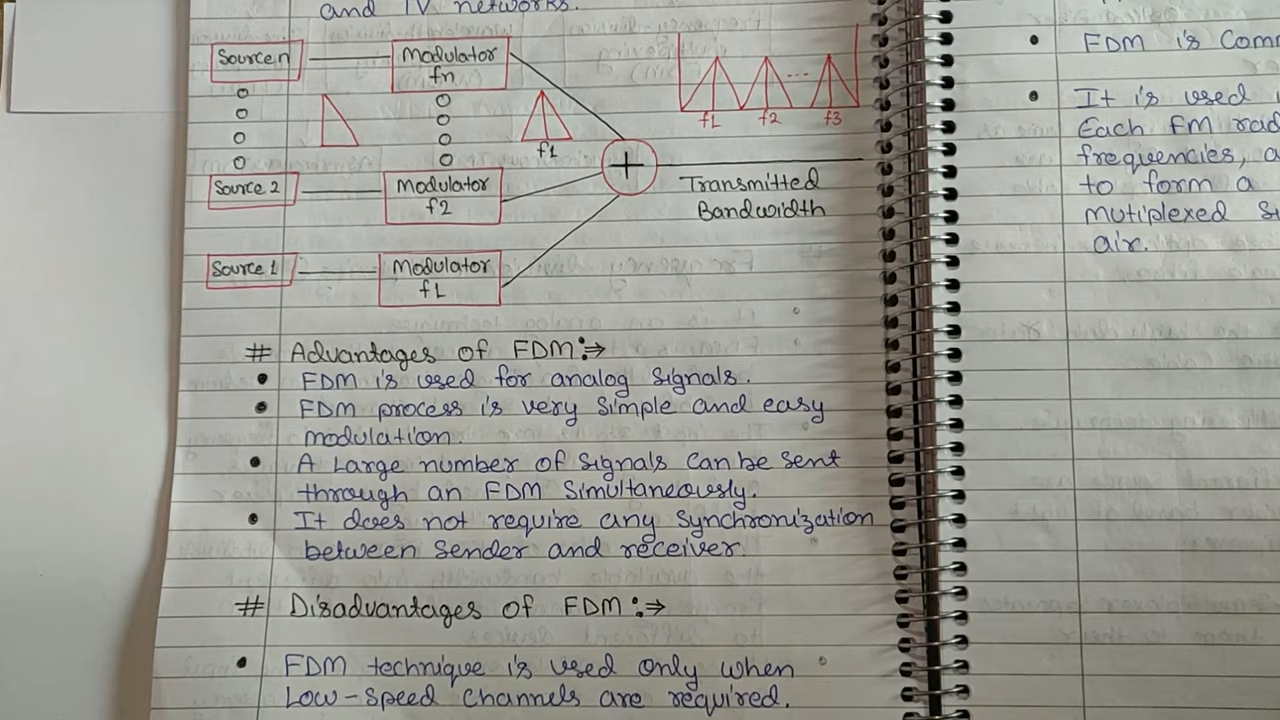 and TV networks.
Source n
Modulator
fn
f1
f1 f2 ... f3
+
Source 2
Modulator
f2
Transmitted
Bandwidth
Source 1
Modulator
f1
# Advantages of FDM:⇒
• FDM is used for analog signals.
• FDM process is very simple and easy
modulation.
• A Large number of signals can be sent
through an FDM simultaneously.
• It does not require any synchronization
between sender and receiver.
# Disadvantages of FDM:⇒
• FDM technique is used only when
Low-speed channels are required.
• FDM is Comm
• It is used
Each FM rad
frequencies, a
to form a
mutiplexed
air.